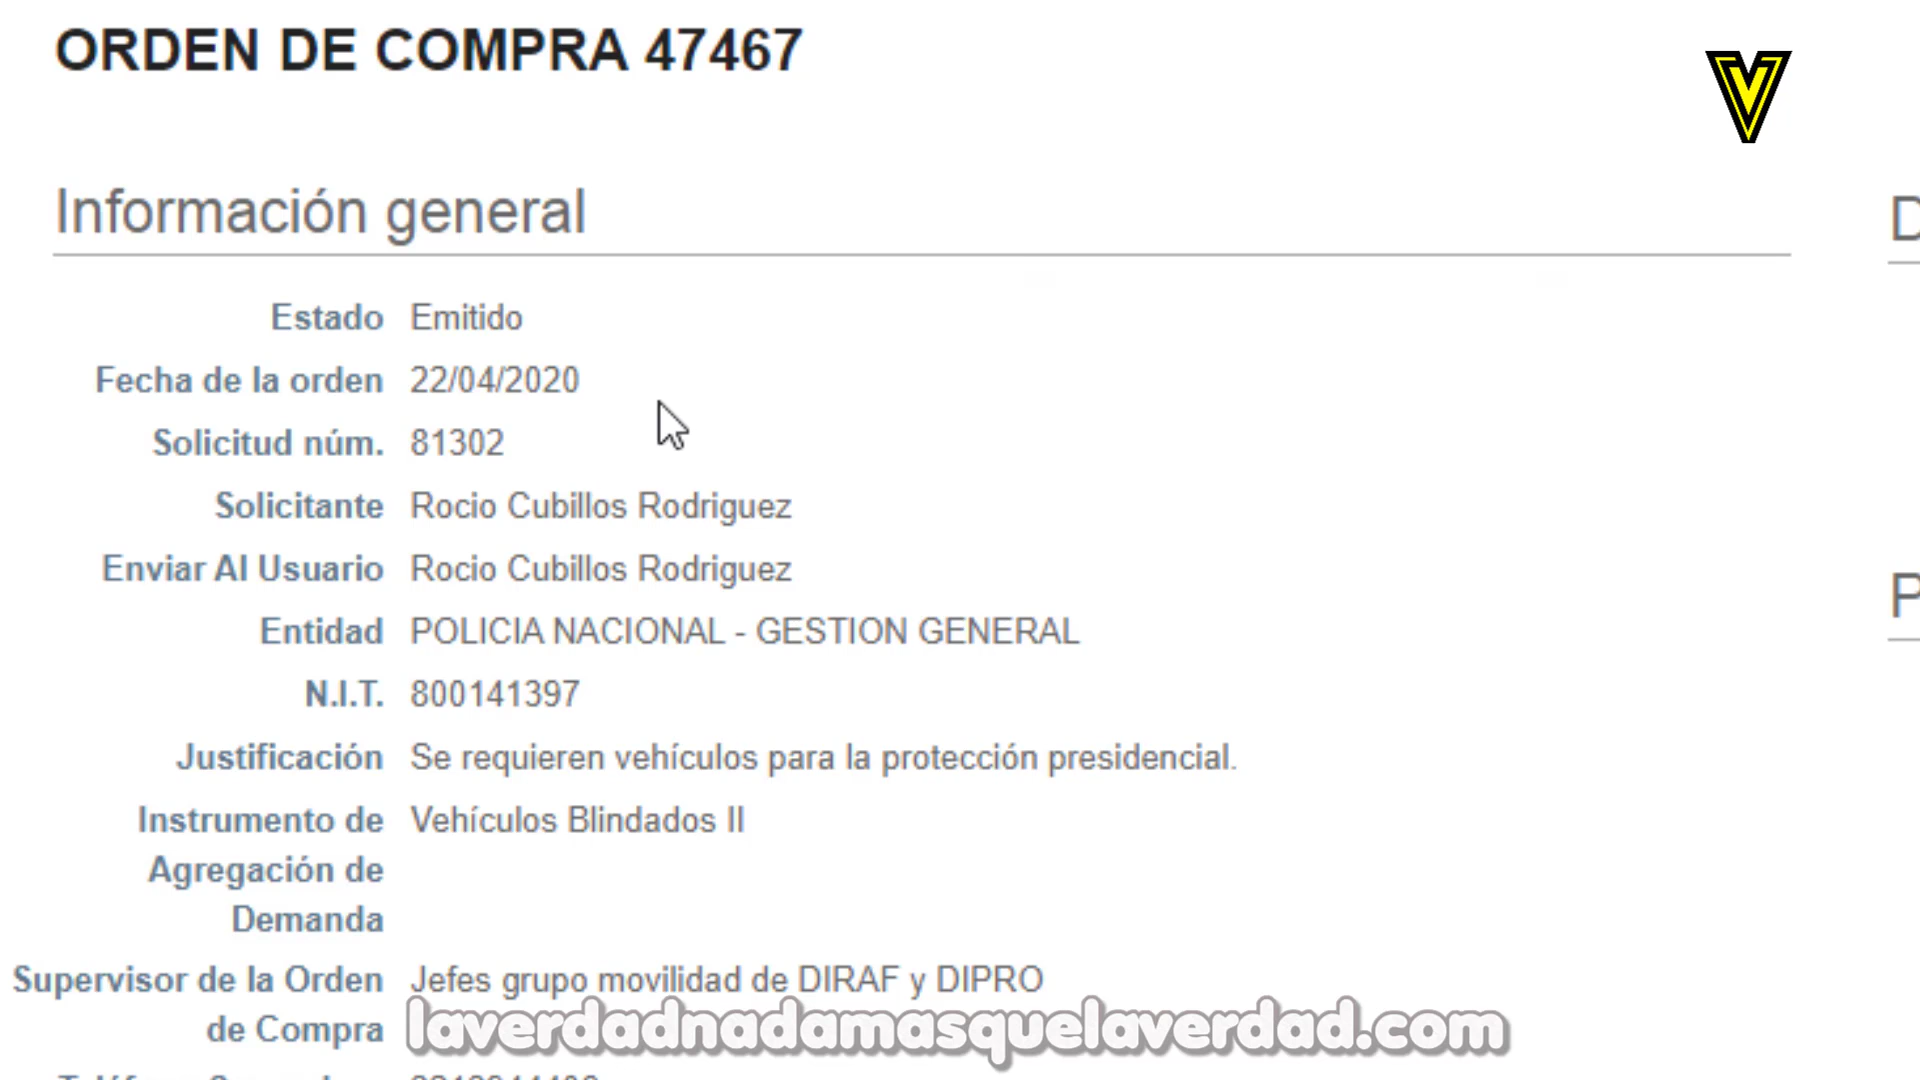 ORDEN DE COMPRA 47467
V
Información general
D
Estado Emitido
Fecha de la orden 22/04/2020
Solicitud núm. 81302
Solicitante Rocio Cubillos Rodriguez
Enviar Al Usuario Rocio Cubillos Rodriguez
P
Entidad POLICIA NACIONAL - GESTION GENERAL
N.I.T. 800141397
Justificación Se requieren vehículos para la protección presidencial.
Instrumento de Vehículos Blindados II
Agregación de
Demanda
Supervisor de la Orden Jefes grupo movilidad de DIRAF y DIPRO
de Compra
laverdadnadamasquelaverdad.com